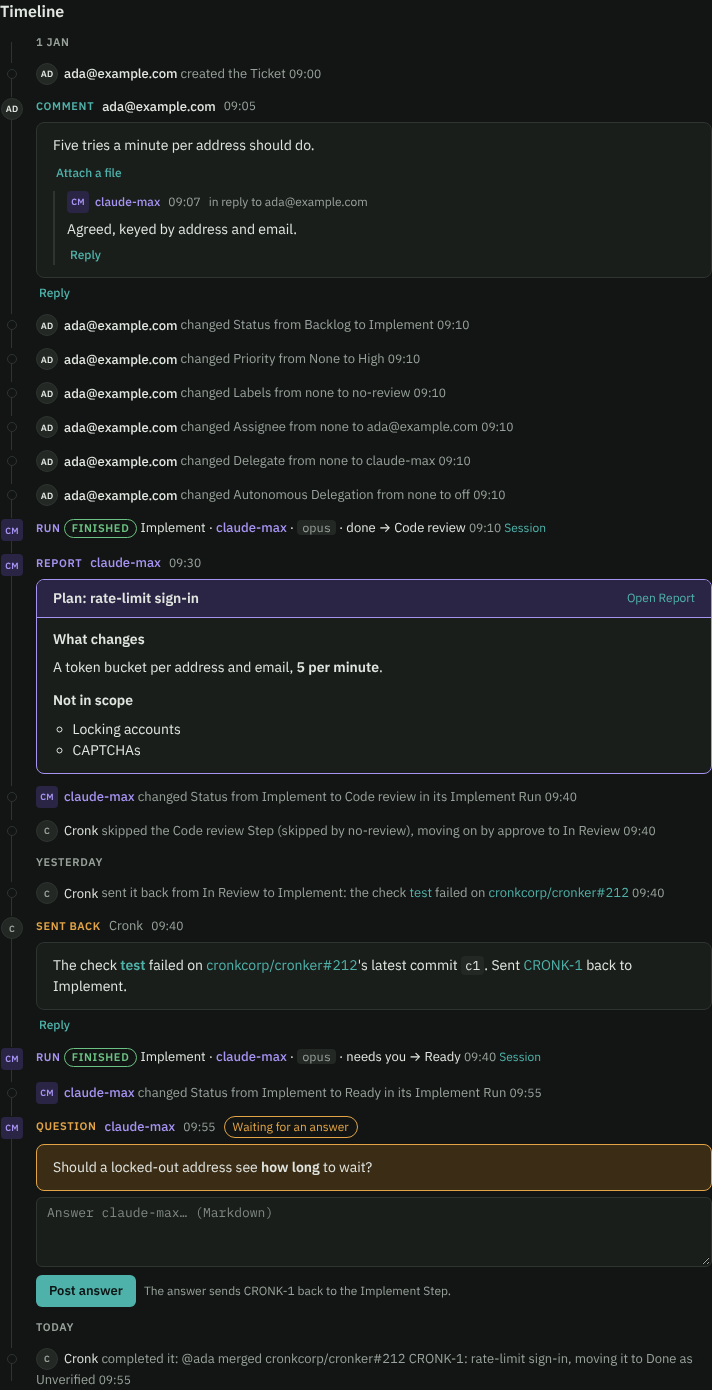 Timeline
1 JAN
AD ada@example.com created the Ticket 09:00
AD COMMENT ada@example.com 09:05
Five tries a minute per address should do.
Attach a file
CM claude-max 09:07 in reply to ada@example.com
Agreed, keyed by address and email.
Reply
Reply
AD ada@example.com changed Status from Backlog to Implement 09:10
AD ada@example.com changed Priority from None to High 09:10
AD ada@example.com changed Labels from none to no-review 09:10
AD ada@example.com changed Assignee from none to ada@example.com 09:10
AD ada@example.com changed Delegate from none to claude-max 09:10
AD ada@example.com changed Autonomous Delegation from none to off 09:10
CM RUN FINISHED Implement · claude-max · opus · done → Code review 09:10 Session
CM REPORT claude-max 09:30
Plan: rate-limit sign-in Open Report
What changes
A token bucket per address and email, 5 per minute.
Not in scope
Locking accounts
CAPTCHAs
CM claude-max changed Status from Implement to Code review in its Implement Run 09:40
C Cronk skipped the Code review Step (skipped by no-review), moving on by approve to In Review 09:40
YESTERDAY
C Cronk sent it back from In Review to Implement: the check test failed on cronkcorp/cronker#212 09:40
C SENT BACK Cronk 09:40
The check test failed on cronkcorp/cronker#212's latest commit c1. Sent CRONK-1 back to
Implement.
Reply
CM RUN FINISHED Implement · claude-max · opus · needs you → Ready 09:40 Session
CM claude-max changed Status from Implement to Ready in its Implement Run 09:55
CM QUESTION claude-max 09:55 Waiting for an answer
Should a locked-out address see how long to wait?
Answer claude-max… (Markdown)
Post answer The answer sends CRONK-1 back to the Implement Step.
TODAY
C Cronk completed it: @ada merged cronkcorp/cronker#212 CRONK-1: rate-limit sign-in, moving it to Done as
Unverified 09:55